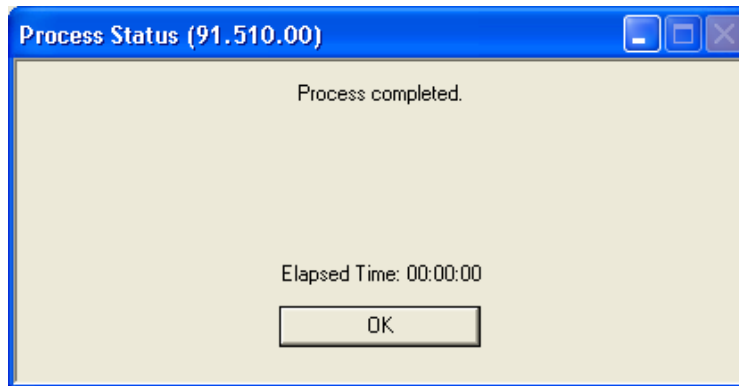 Process Status (91.510.00)
Process completed.
Elapsed Time: 00:00:00
OK